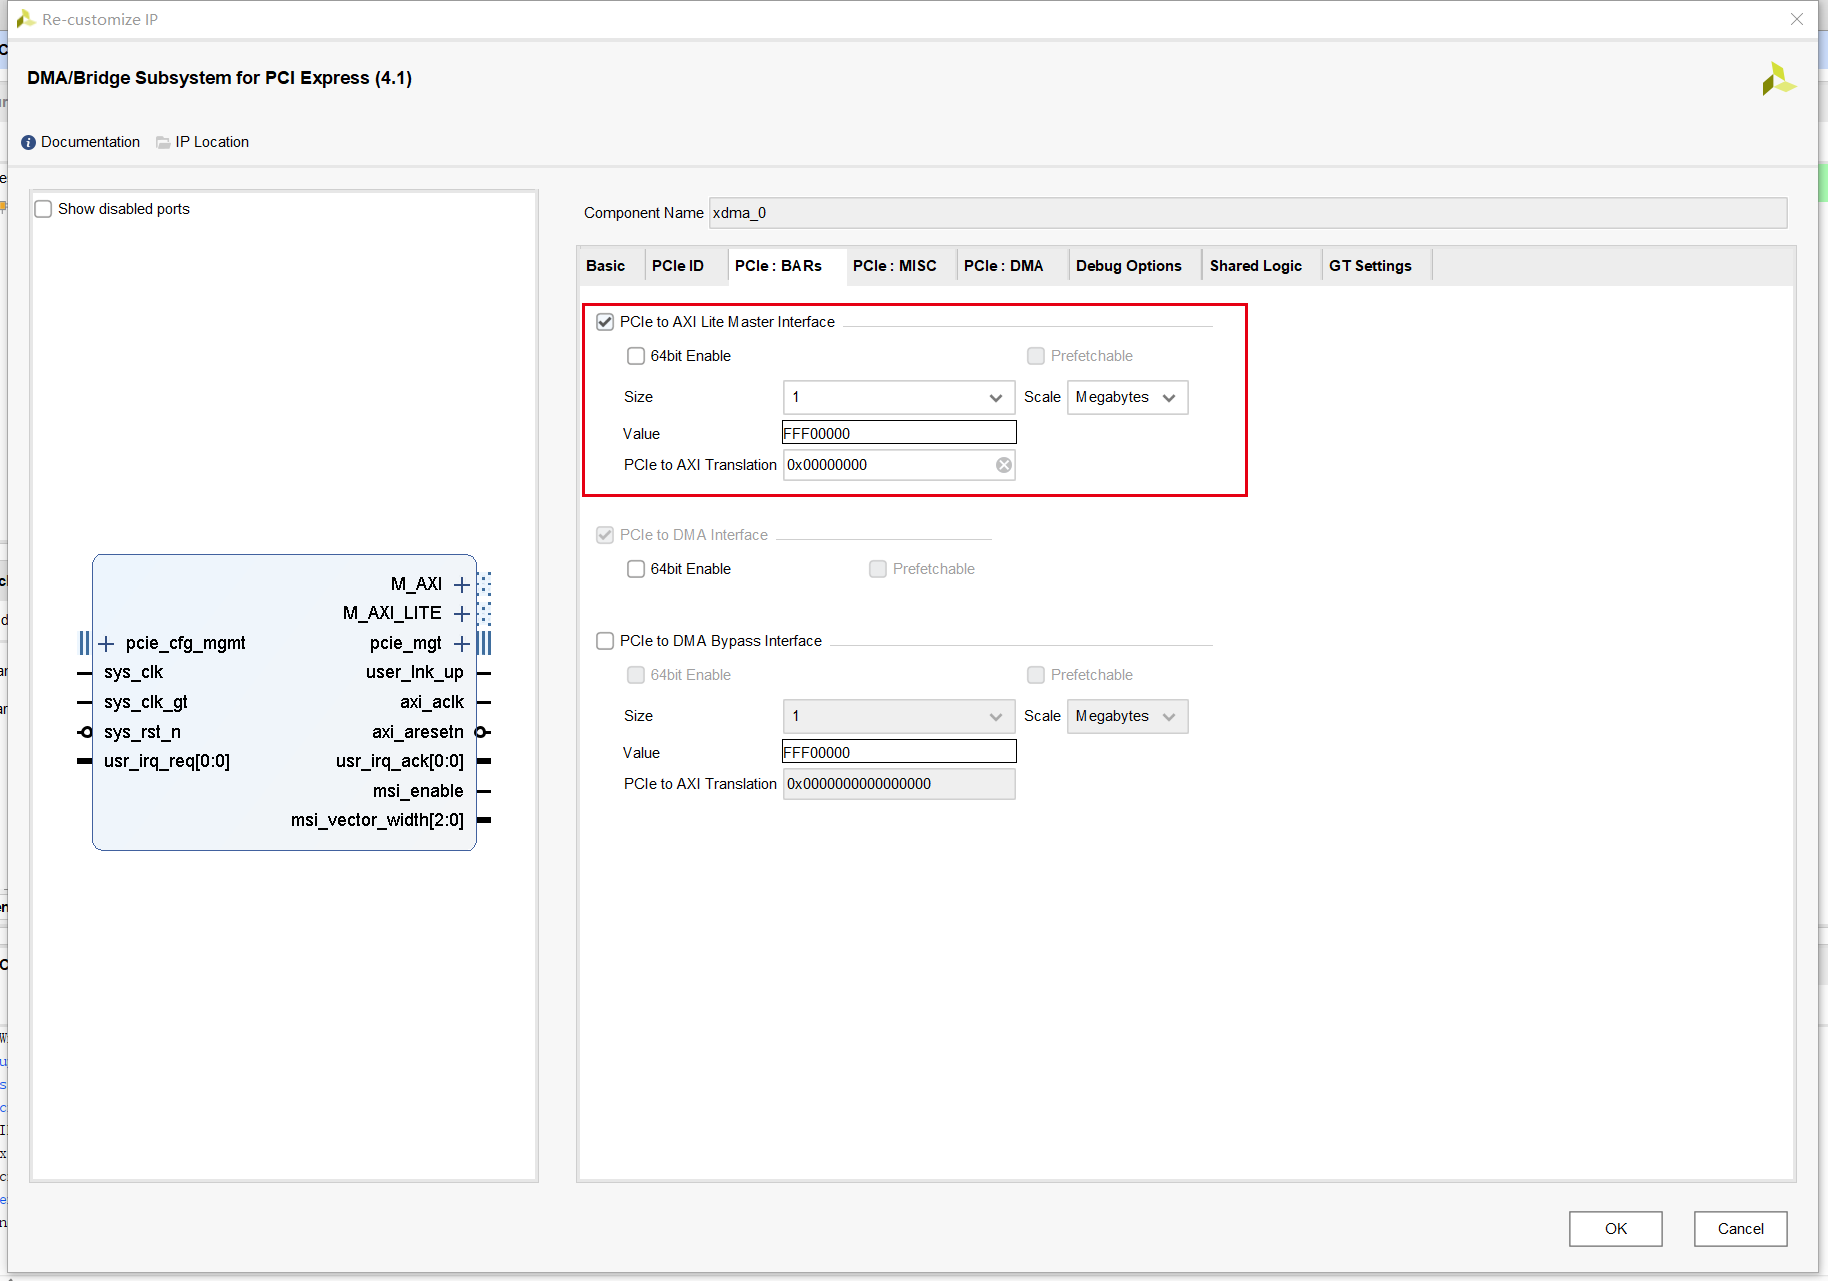 Re-customize IP
DMA/Bridge Subsystem for PCI Express (4.1)
Documentation IP Location
Show disabled ports
M_AXI
M_AXI_LITE
pcie_cfg_mgmt pcie_mgt
sys_clk user_lnk_up
sys_clk_gt axi_aclk
sys_rst_n axi_aresetn
usr_irq_req[0:0] usr_irq_ack[0:0]
msi_enable
msi_vector_width[2:0]
Component Name xdma_0
Basic PCIe ID PCIe : BARs PCIe : MISC PCIe : DMA Debug Options Shared Logic GT Settings
PCIe to AXI Lite Master Interface
64bit Enable Prefetchable
Size 1 Scale Megabytes
Value FFF00000
PCIe to AXI Translation 0x00000000
PCIe to DMA Interface
64bit Enable Prefetchable
PCIe to DMA Bypass Interface
64bit Enable Prefetchable
Size 1 Scale Megabytes
Value FFF00000
PCIe to AXI Translation 0x0000000000000000
OK Cancel